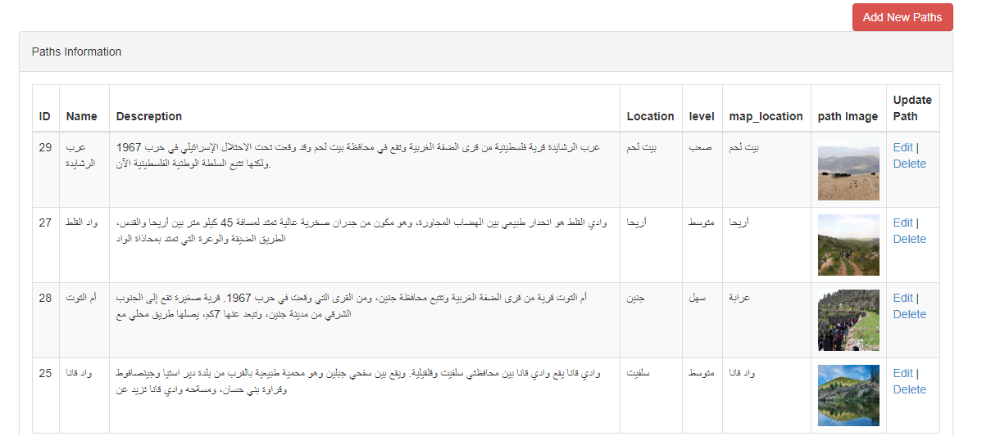 Add New Paths
Paths Information
ID Name Descreption Location level map_location path Image Update Path
29 عرب الرشايدة عرب الرشايدة قرية فلسطينية من قرى الضفة الغربية وتقع في محافظة بيت لحم وقد وقعت تحت الاحتلال الإسرائيلي في حرب 1967
ولكنها تتبع السلطة الوطنية الفلسطينية الآن. بيت لحم صعب بيت لحم Edit | Delete
27 واد القلط وادي القلط هو انحدار طبيعي بين الهضاب المجاورة، وهو مكون من جدران صخرية عالية تمتد لمسافة 45 كيلو متر بين أريحا والقدس،
الطريق الضيقة والوعرة التي تمتد بمحاذاة الواد أريحا متوسط أريحا Edit | Delete
28 أم التوت أم التوت قرية من قرى الضفة الغربية وتتبع محافظة جنين، ومن القرى التي وقعت في حرب 1967. قرية صغيرة تقع إلى الجنوب
الشرقي من مدينة جنين، وتبعد عنها 7كم، يصلها طريق محلي مع جنين سهل عرابة Edit | Delete
25 واد قانا وادي قانا يقع وادي قانا بين محافظتي سلفيت وقلقيلية. ويقع بين سفحي جبلين وهو محمية طبيعية بالقرب من بلدة دير استيا وجينصافوط
وقراوة بني حسان، ومسةحه وادي قانا تزيد عن سلفيت متوسط واد قانا Edit | Delete